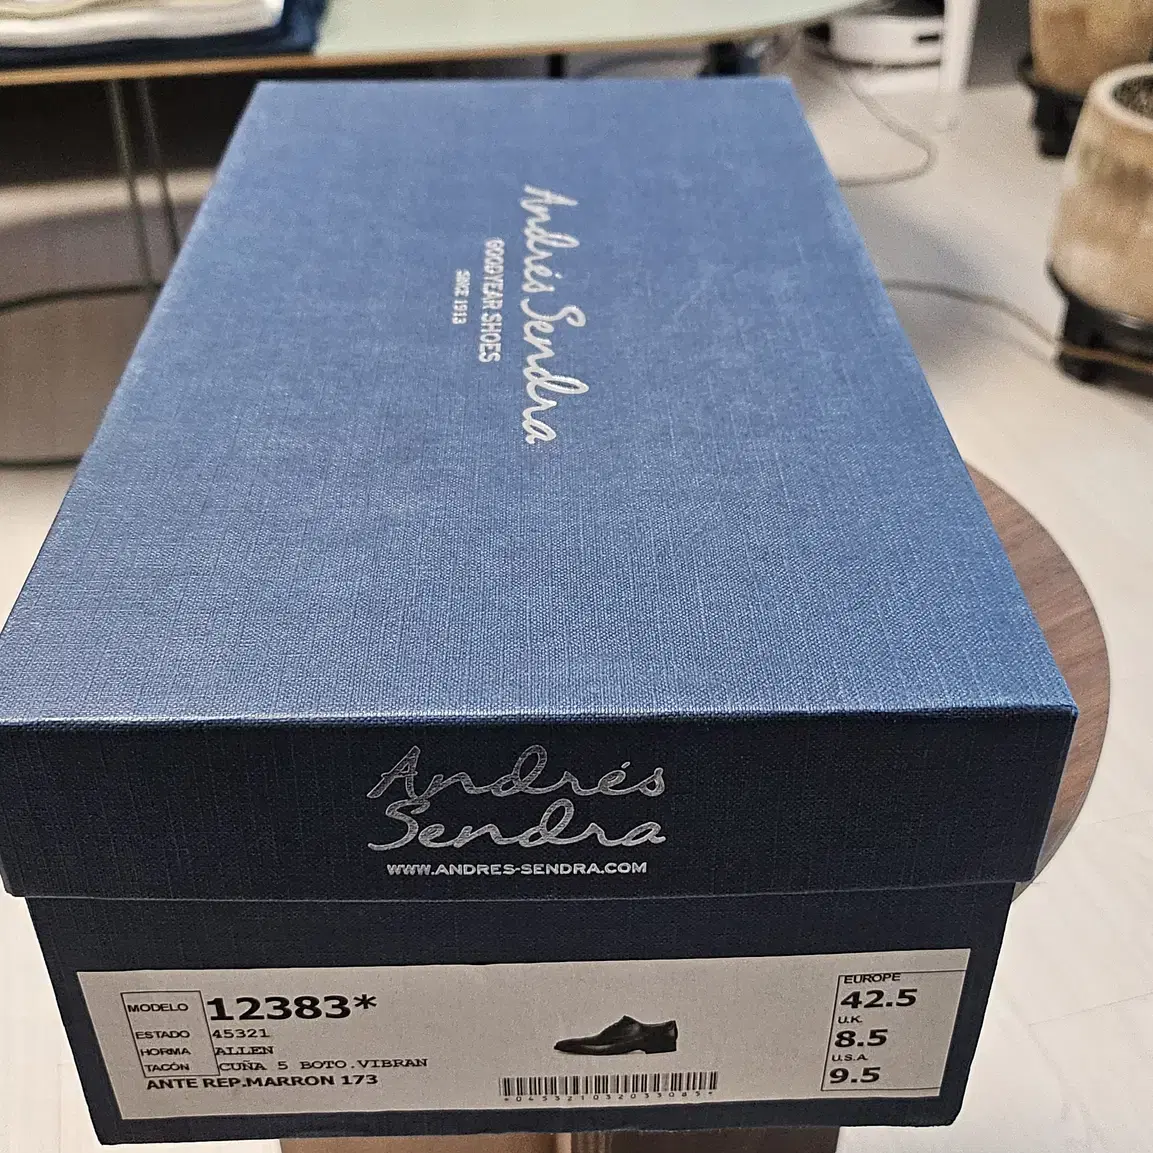 Andrés Sendra
GOODYEAR SHOES
SINCE 1913
Andrés
Sendra
WWW.ANDRES-SENDRA.COM
MODELO 12383*
ESTADO 45321
HORMA ALLEN
TACÓN CUÑA 5 BOTO.VIBRAN
ANTE REP.MARRON 173
EUROPE
42.5
U.K.
8.5
U.S.A.
9.5